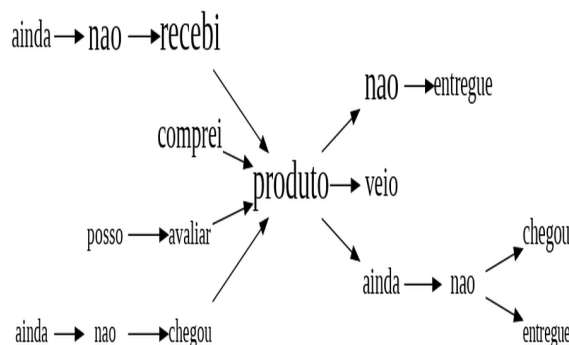 ainda nao recebi
nao entregue
comprei
produto veio
posso avaliar
chegou
ainda nao
ainda nao chegou
entregue